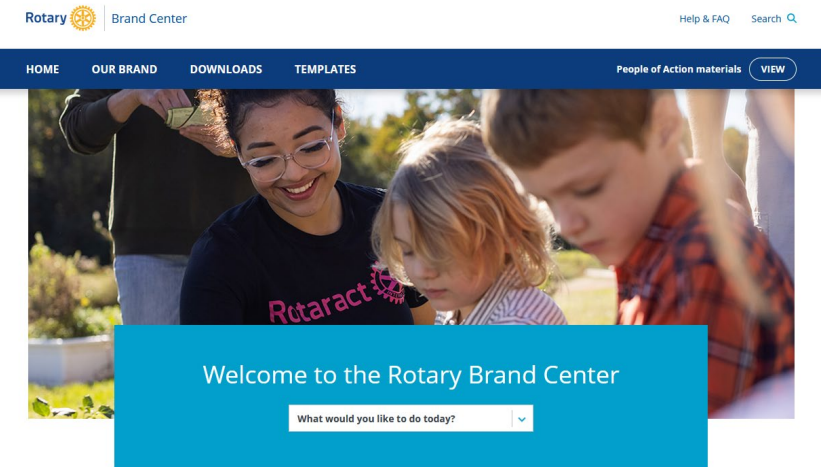 Rotary
Brand Center
Help & FAQ
Search
HOME
OUR BRAND
DOWNLOADS
TEMPLATES
People of Action materials
VIEW
Rotaract
Welcome to the Rotary Brand Center
What would you like to do today?